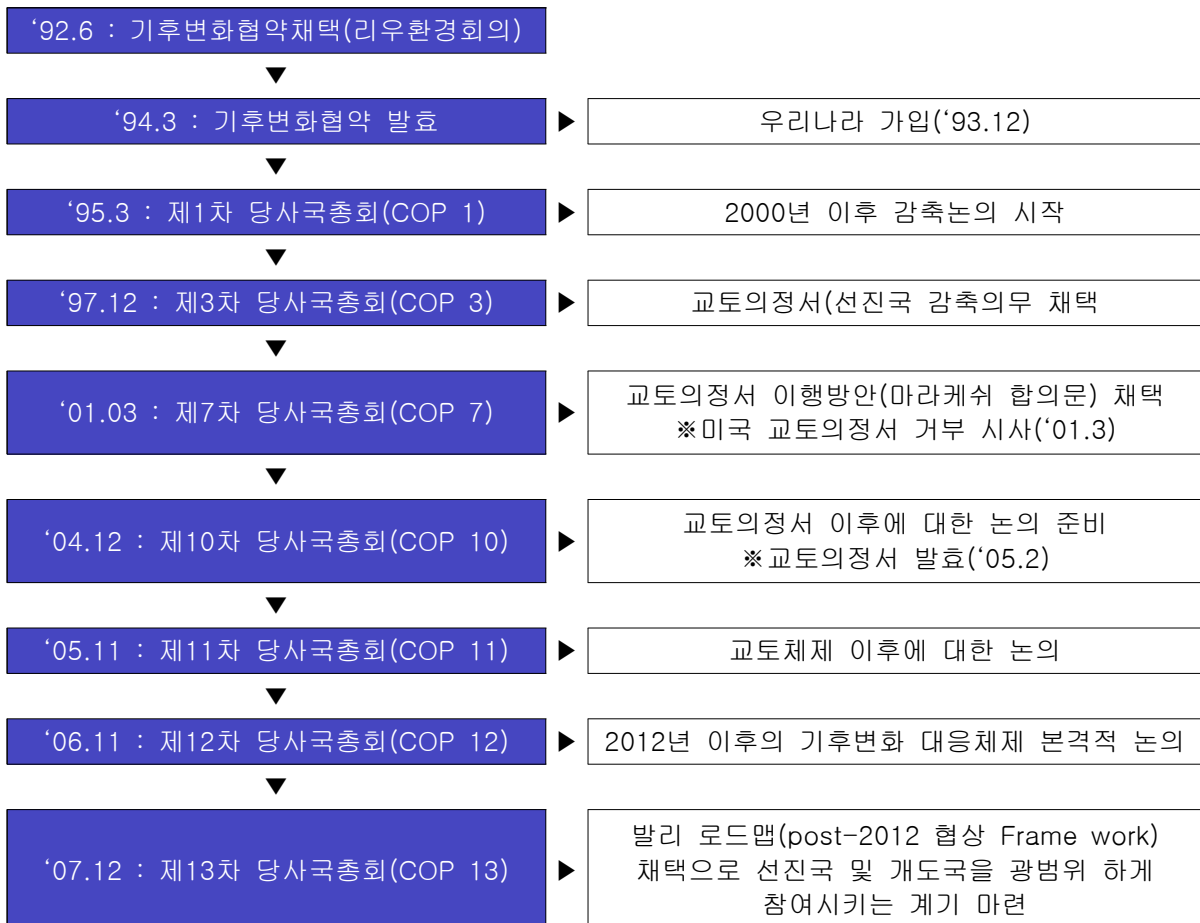 ‘92.6 : 기후변화협약채택(리우환경회의)
▼
‘94.3 : 기후변화협약 발효 ▶ 우리나라 가입(‘93.12)
▼
‘95.3 : 제1차 당사국총회(COP 1) ▶ 2000년 이후 감축논의 시작
▼
‘97.12 : 제3차 당사국총회(COP 3) ▶ 교토의정서(선진국 감축의무 채택
▼
‘01.03 : 제7차 당사국총회(COP 7) ▶ 교토의정서 이행방안(마라케쉬 합의문) 채택
※미국 교토의정서 거부 시사(‘01.3)
▼
‘04.12 : 제10차 당사국총회(COP 10) ▶ 교토의정서 이후에 대한 논의 준비
※교토의정서 발효(‘05.2)
▼
‘05.11 : 제11차 당사국총회(COP 11) ▶ 교토체제 이후에 대한 논의
▼
‘06.11 : 제12차 당사국총회(COP 12) ▶ 2012년 이후의 기후변화 대응체제 본격적 논의
▼
‘07.12 : 제13차 당사국총회(COP 13) ▶ 발리 로드맵(post-2012 협상 Frame work)
채택으로 선진국 및 개도국을 광범위 하게
참여시키는 계기 마련